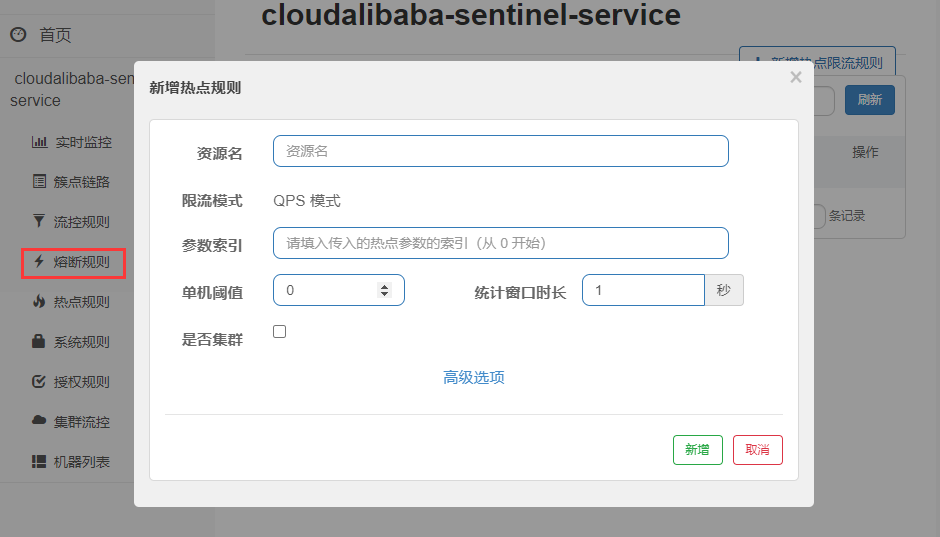 cloudalibaba-sentinel-service
首页
cloudalibaba-sen
service
实时监控
簇点链路
流控规则
熔断规则
热点规则
系统规则
授权规则
集群流控
机器列表
新增热点限流规则
刷新
操作
条记录
新增热点规则
×
资源名 资源名
限流模式 QPS 模式
参数索引 请填入传入的热点参数的索引（从 0 开始）
单机阈值 0 统计窗口时长 1 秒
是否集群
高级选项
新增 取消